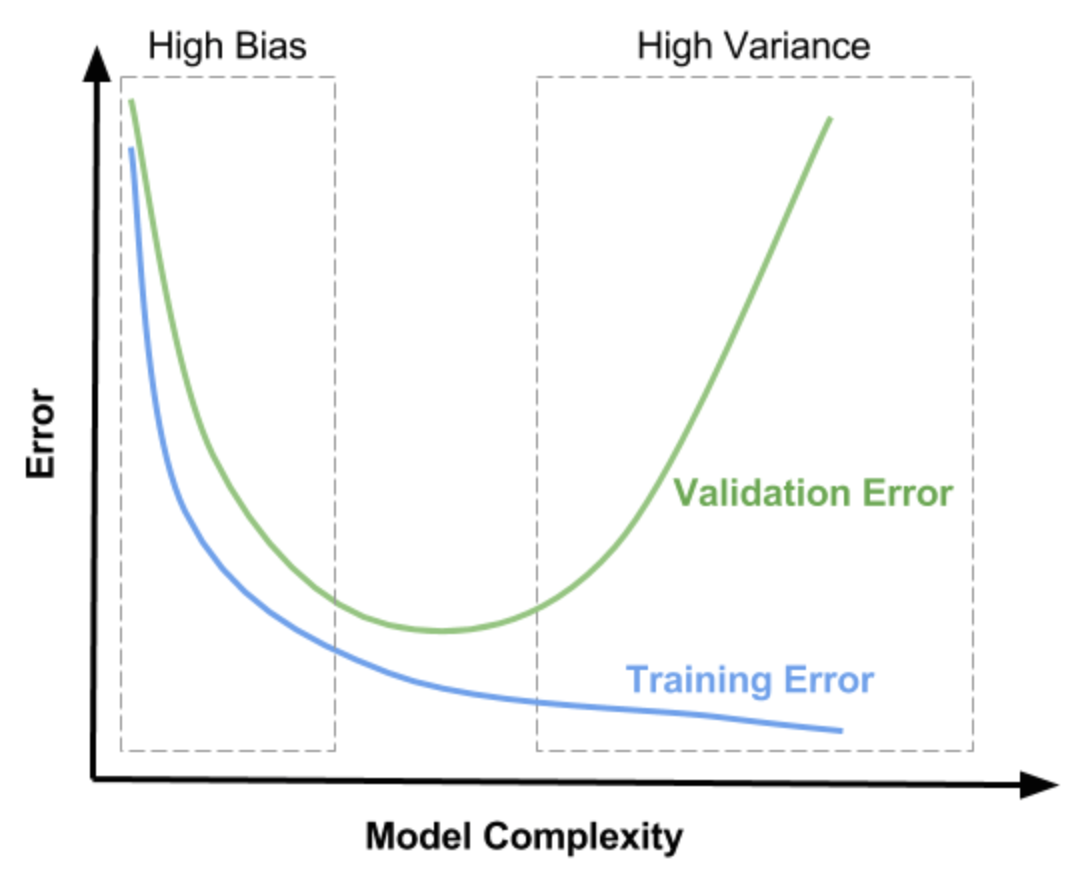 High Bias
High Variance
Error
Validation Error
Training Error
Model Complexity